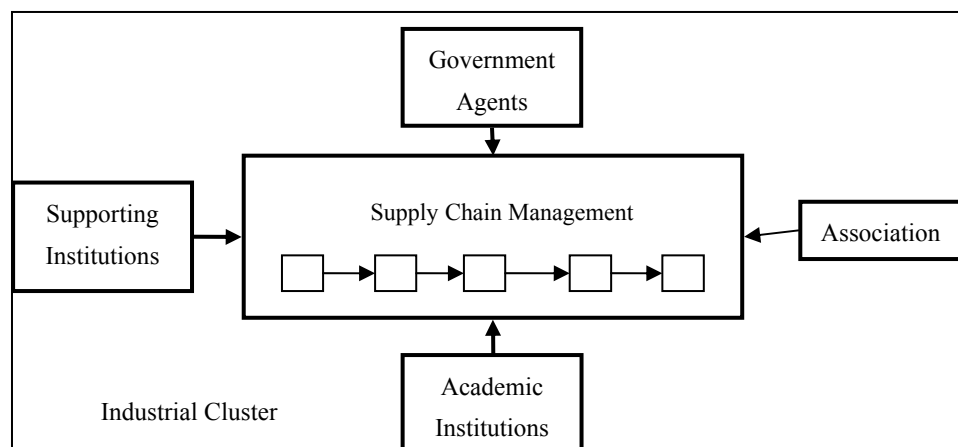 Government
Agents
Supporting
Institutions
Supply Chain Management
Association
Academic
Institutions
Industrial Cluster